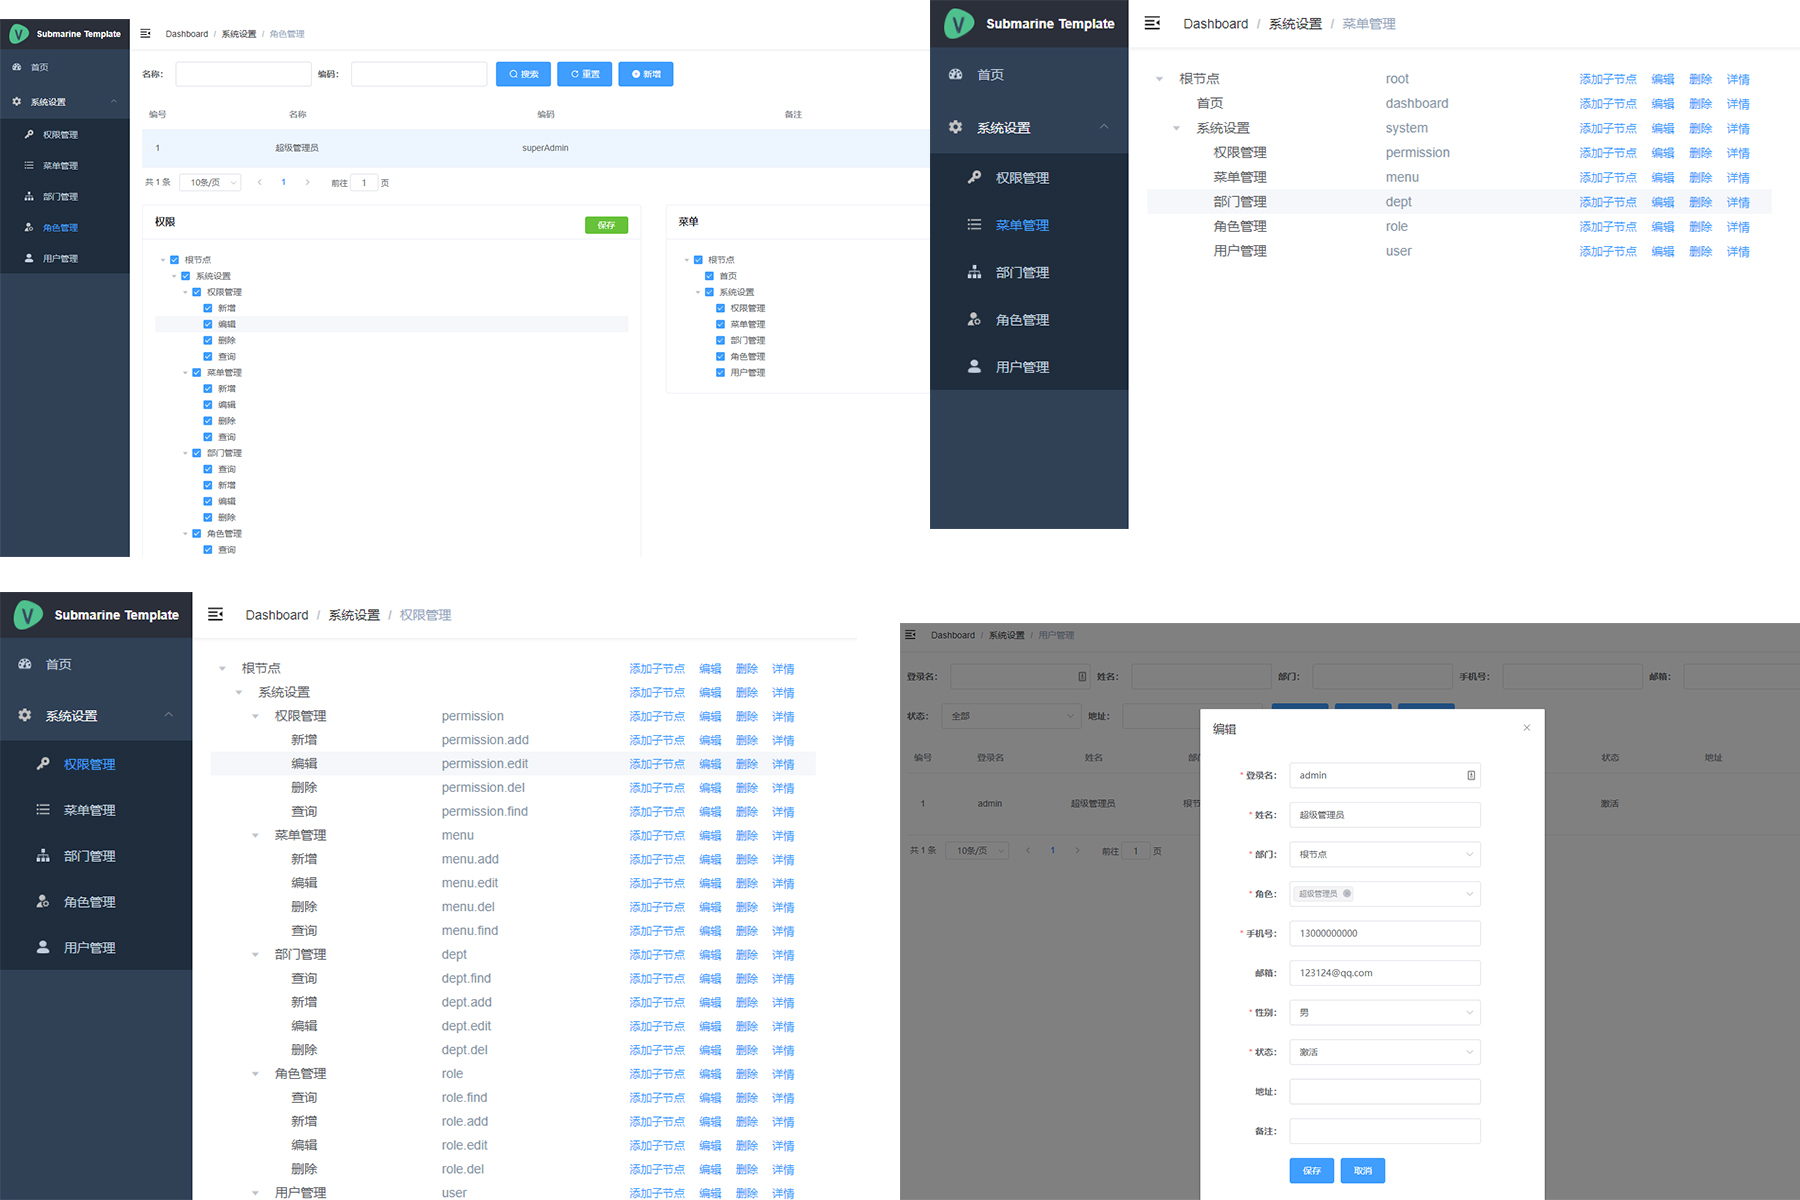 Submarine Template
Dashboard / 系统设置 / 角色管理
首页
系统设置
权限管理
菜单管理
部门管理
角色管理
用户管理
名称: 编码: 搜索 重置 新增
编号 名称 编码 备注
1 超级管理员 superAdmin
共 1 条 10条/页 1 前往 1 页
权限 保存
根节点
系统设置
权限管理
新增
编辑
删除
查询
菜单管理
新增
编辑
删除
查询
部门管理
查询
新增
编辑
删除
角色管理
查询
菜单
根节点
首页
系统设置
权限管理
菜单管理
部门管理
角色管理
用户管理
Submarine Template
Dashboard / 系统设置 / 菜单管理
首页
系统设置
权限管理
菜单管理
部门管理
角色管理
用户管理
根节点 root 添加子节点 编辑 删除 详情
首页 dashboard 添加子节点 编辑 删除 详情
系统设置 system 添加子节点 编辑 删除 详情
权限管理 permission 添加子节点 编辑 删除 详情
菜单管理 menu 添加子节点 编辑 删除 详情
部门管理 dept 添加子节点 编辑 删除 详情
角色管理 role 添加子节点 编辑 删除 详情
用户管理 user 添加子节点 编辑 删除 详情
Submarine Template
Dashboard / 系统设置 / 权限管理
首页
系统设置
权限管理
菜单管理
部门管理
角色管理
用户管理
根节点 添加子节点 编辑 删除 详情
系统设置 添加子节点 编辑 删除 详情
权限管理 permission 添加子节点 编辑 删除 详情
新增 permission.add 添加子节点 编辑 删除 详情
编辑 permission.edit 添加子节点 编辑 删除 详情
删除 permission.del 添加子节点 编辑 删除 详情
查询 permission.find 添加子节点 编辑 删除 详情
菜单管理 menu 添加子节点 编辑 删除 详情
新增 menu.add 添加子节点 编辑 删除 详情
编辑 menu.edit 添加子节点 编辑 删除 详情
删除 menu.del 添加子节点 编辑 删除 详情
查询 menu.find 添加子节点 编辑 删除 详情
部门管理 dept 添加子节点 编辑 删除 详情
查询 dept.find 添加子节点 编辑 删除 详情
新增 dept.add 添加子节点 编辑 删除 详情
编辑 dept.edit 添加子节点 编辑 删除 详情
删除 dept.del 添加子节点 编辑 删除 详情
角色管理 role 添加子节点 编辑 删除 详情
查询 role.find 添加子节点 编辑 删除 详情
新增 role.add 添加子节点 编辑 删除 详情
编辑 role.edit 添加子节点 编辑 删除 详情
删除 role.del 添加子节点 编辑 删除 详情
用户管理 user 添加子节点 编辑 删除 详情
Dashboard / 系统设置 / 用户管理
登录名: 姓名: 部门: 手机号: 邮箱:
状态: 全部 地址:
编号 登录名 姓名 状态 地址
1 admin 超级管理员 根节 激活
共 1 条 10条/页 1 前往 1 页
编辑
* 登录名: admin
* 姓名: 超级管理员
* 部门: 根节点
* 角色: 超级管理员
* 手机号: 13000000000
邮箱: 123124@qq.com
* 性别: 男
* 状态: 激活
地址:
备注:
保存 取消